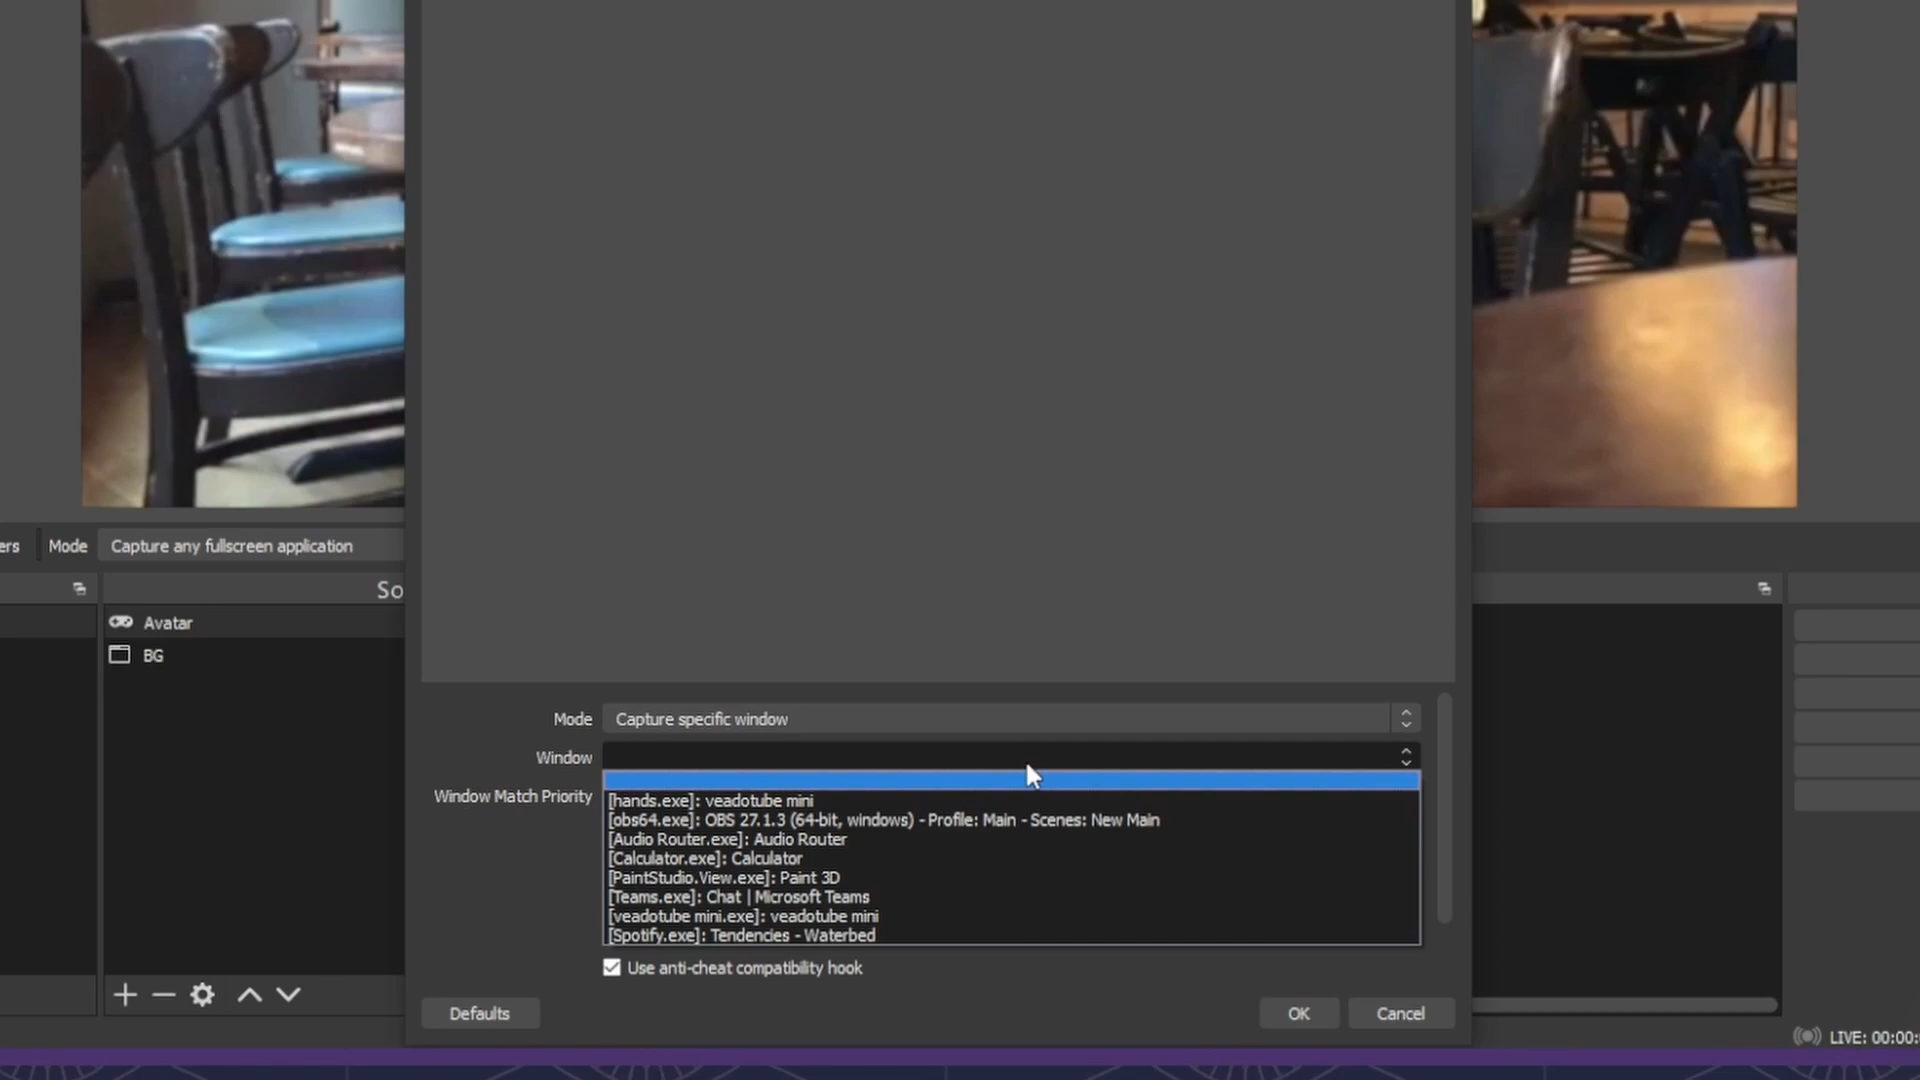 Mode
Capture any fullscreen application
Avatar
BG
Mode
Capture specific window
Window
Window Match Priority
[hands.exe]: veadotube mini
[obs64.exe]: OBS 27.1.3 (64-bit, windows) - Profile: Main - Scenes: New Main
[Audio Router.exe]: Audio Router
[Calculator.exe]: Calculator
[PaintStudio.View.exe]: Paint 3D
[Teams.exe]: Chat | Microsoft Teams
[veadotube mini.exe]: veadotube mini
[Spotify.exe]: Tendencies - Waterbed
Use anti-cheat compatibility hook
Defaults
OK
Cancel
LIVE: 00:00: